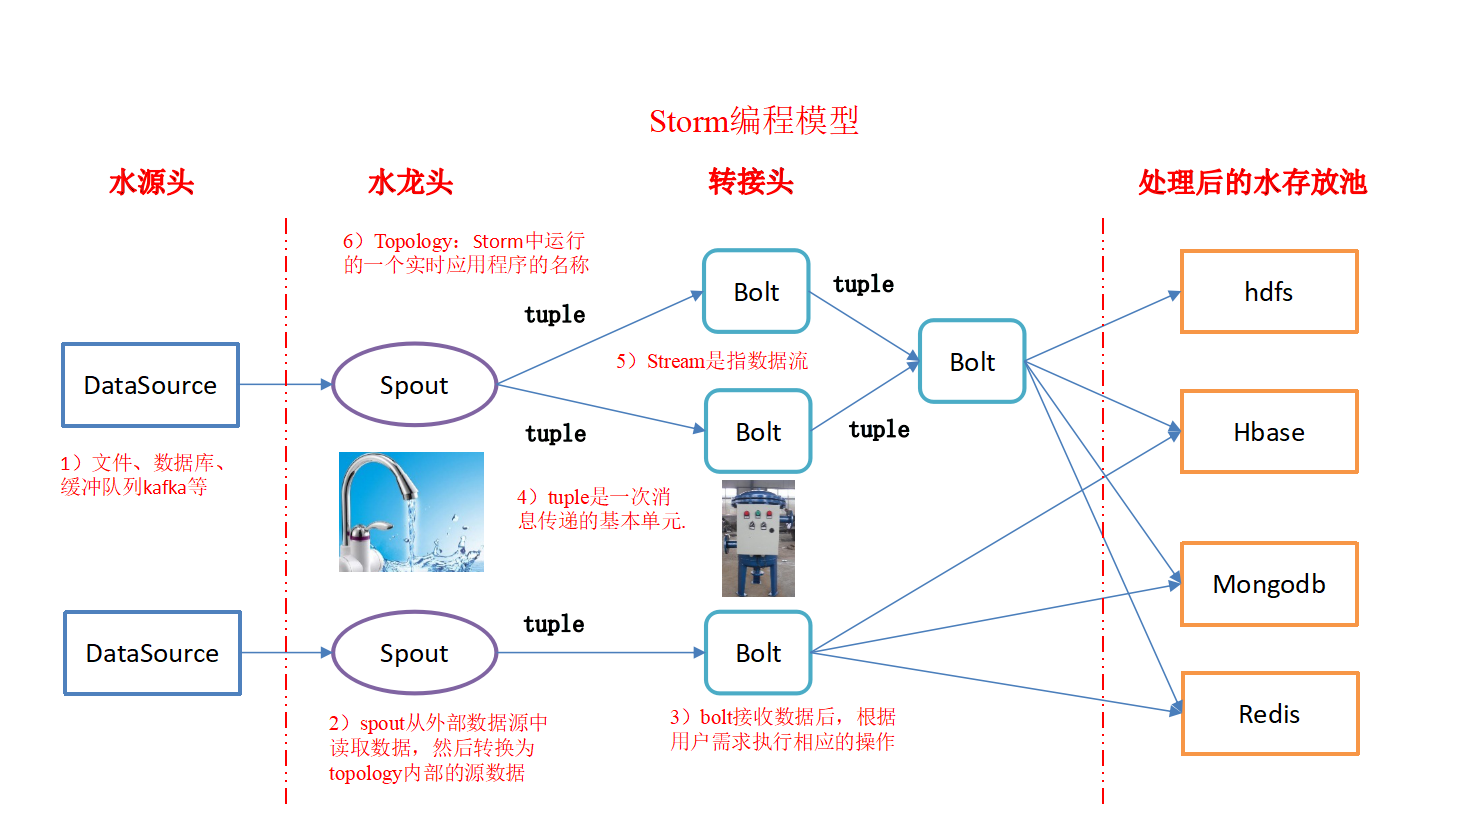 Storm编程模型
水源头
水龙头
转接头
处理后的水存放池
6）Topology：Storm中运行
的一个实时应用程序的名称
Bolt
tuple
hdfs
tuple
DataSource
Spout
5）Stream是指数据流
Bolt
Bolt
tuple
tuple
Hbase
1）文件、数据库、
缓冲队列kafka等
4）tuple是一次消
息传递的基本单元.
Mongodb
DataSource
Spout
tuple
Bolt
Redis
2）spout从外部数据源中
读取数据，然后转换为
topology内部的源数据
3）bolt接收数据后，根据
用户需求执行相应的操作